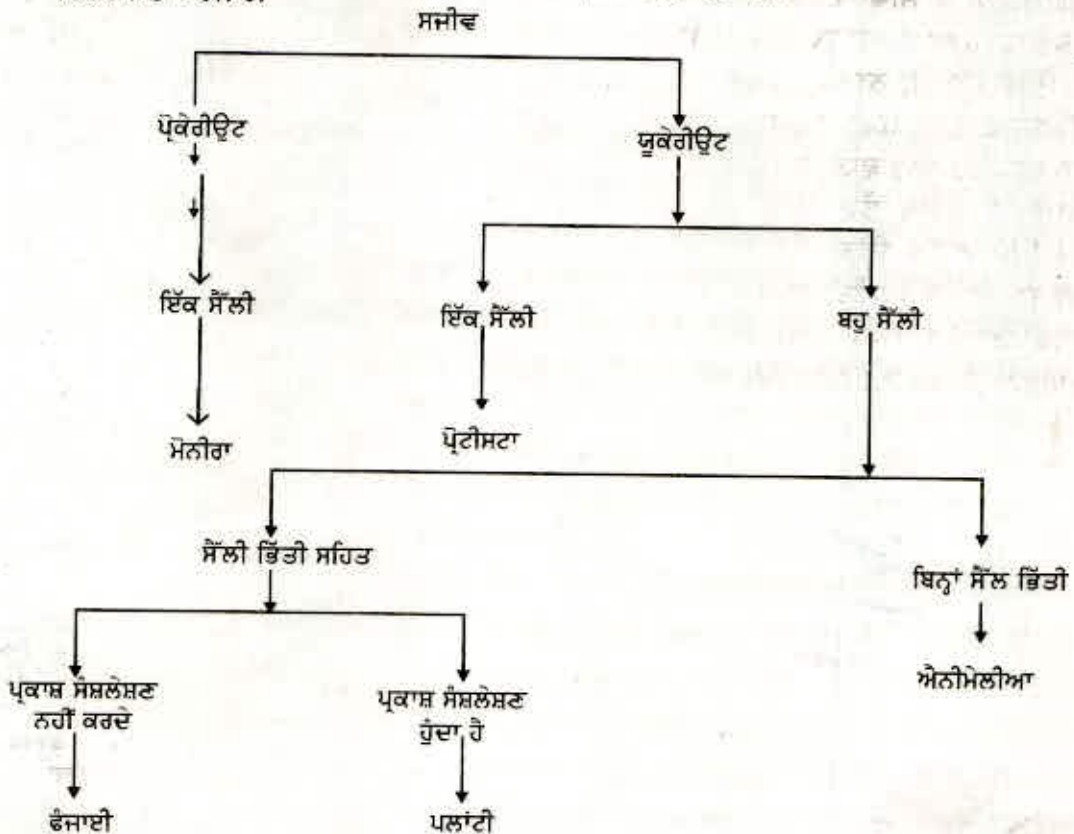 ਸਜੀਵ
ਪ੍ਰੋਕੇਰੀਉਟ
ਯੂਕੇਰੀਉਟ
ਇੱਕ ਸੈੱਲੀ
ਇੱਕ ਸੈੱਲੀ
ਬਹੁ ਸੈੱਲੀ
ਮੋਨੀਰਾ
ਪ੍ਰੋਟੀਸਟਾ
ਸੈੱਲੀ ਭਿੱਤੀ ਸਹਿਤ
ਬਿਨ੍ਹਾਂ ਸੈੱਲ ਭਿੱਤੀ
ਪ੍ਰਕਾਸ਼ ਸੰਸ਼ਲੇਸ਼ਣ
ਨਹੀਂ ਕਰਦੇ
ਪ੍ਰਕਾਸ਼ ਸੰਸ਼ਲੇਸ਼ਣ
ਹੁੰਦਾ ਹੈ
ਐਨੀਮੇਲੀਆ
ਫੰਜਾਈ
ਪਲਾਂਟੀ